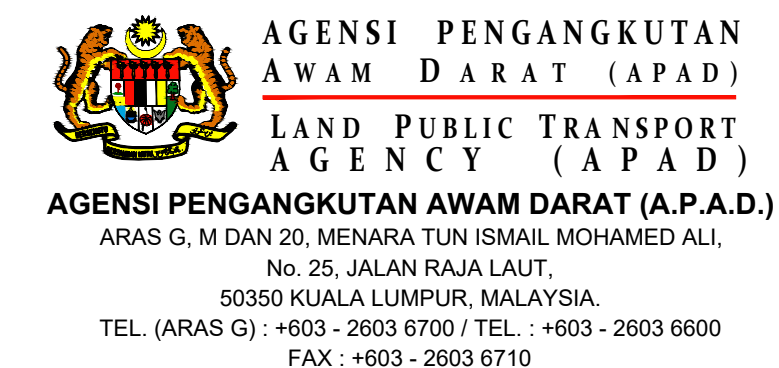 AGENSI PENGANGKUTAN
AWAM DARAT (APAD)
LAND PUBLIC TRANSPORT
AGENCY (APAD)
AGENSI PENGANGKUTAN AWAM DARAT (A.P.A.D.)
ARAS G, M DAN 20, MENARA TUN ISMAIL MOHAMED ALI,
No. 25, JALAN RAJA LAUT,
50350 KUALA LUMPUR, MALAYSIA.
TEL. (ARAS G) : +603 - 2603 6700 / TEL. : +603 - 2603 6600
FAX : +603 - 2603 6710